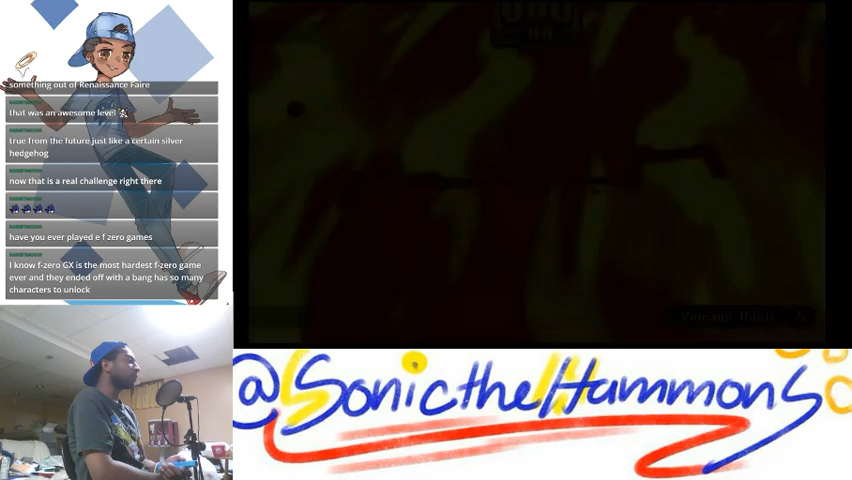 something out of Renaissance Faire
that was an awesome level
true from the future just like a certain silver
hedgehog
now that is a real challenge right there
have you ever played e f zero games
I know f-zero GX is the most hardest f-zero game
ever and they ended off with a bang has so many
characters to unlock
000
Volcanic Panic
@SonictheHammons